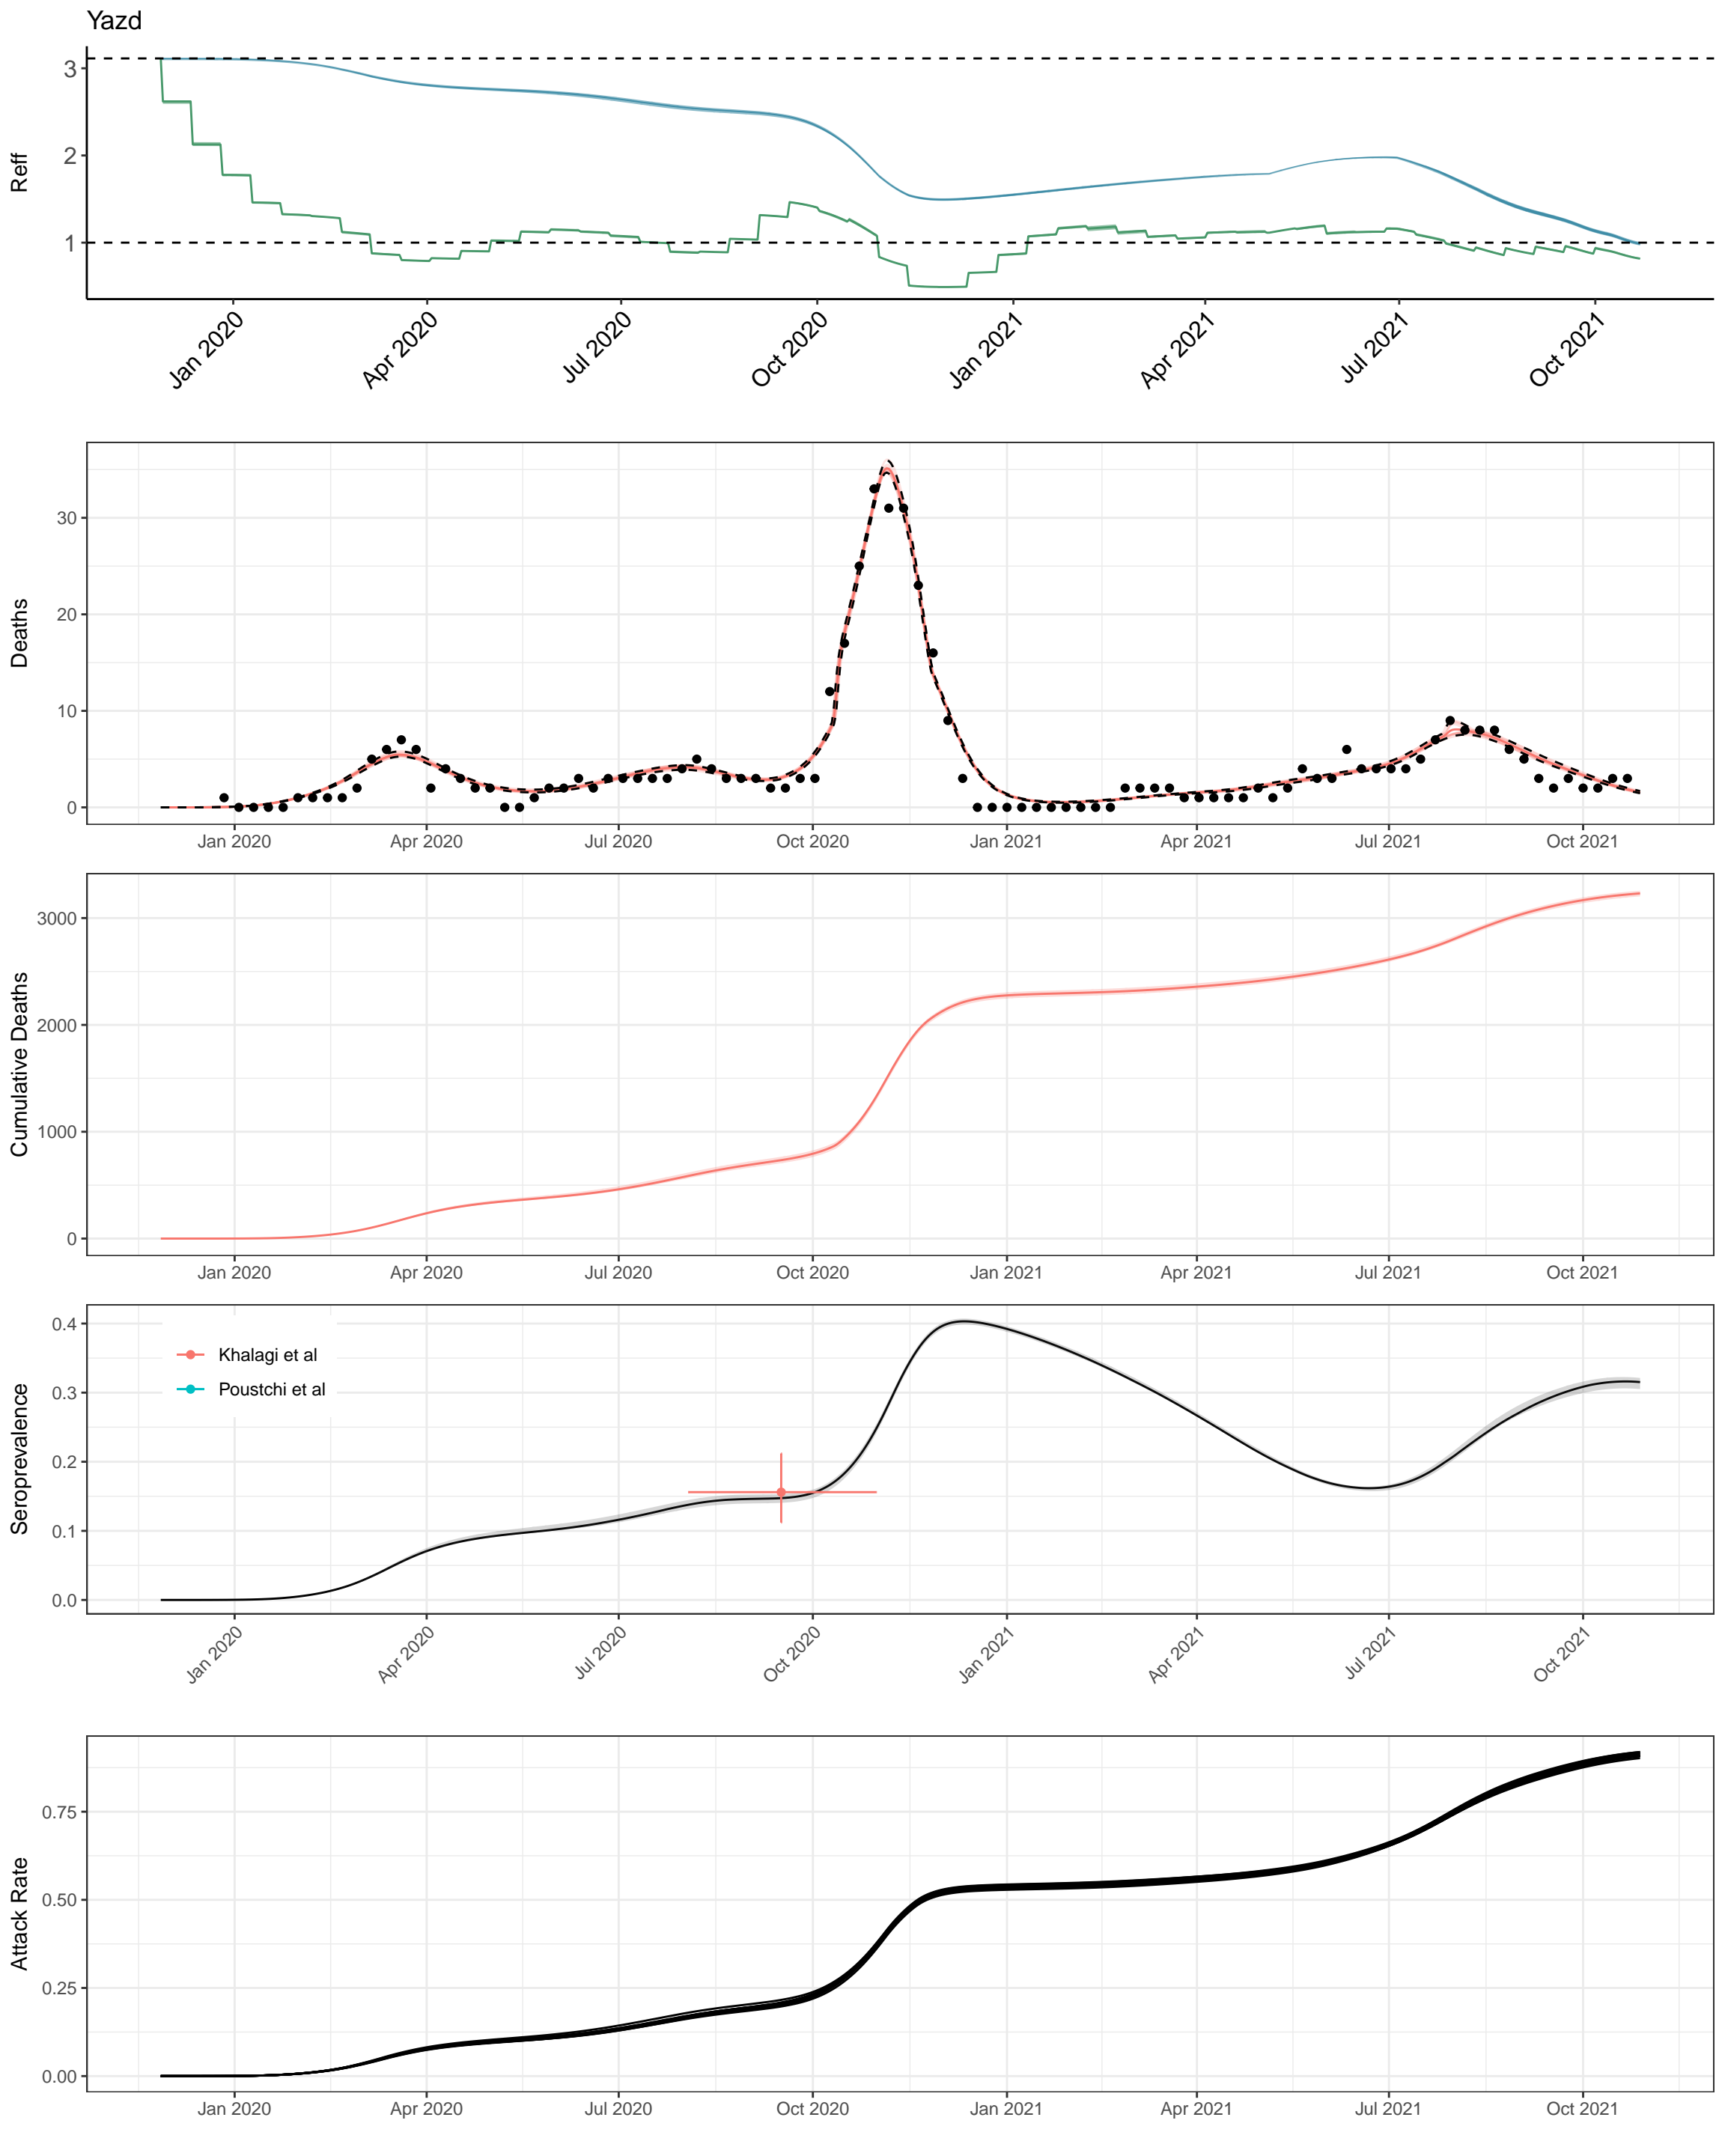 Yazd
Reff
3
2
1
Jan 2020
Apr 2020
Jul 2020
Oct 2020
Jan 2021
Apr 2021
Jul 2021
Oct 2021
Deaths
30
20
10
0
Jan 2020
Apr 2020
Jul 2020
Oct 2020
Jan 2021
Apr 2021
Jul 2021
Oct 2021
Cumulative Deaths
3000
2000
1000
0
Jan 2020
Apr 2020
Jul 2020
Oct 2020
Jan 2021
Apr 2021
Jul 2021
Oct 2021
Seroprevalence
0.4
0.3
0.2
0.1
0.0
Khalagi et al
Poustchi et al
Jan 2020
Apr 2020
Jul 2020
Oct 2020
Jan 2021
Apr 2021
Jul 2021
Oct 2021
Attack Rate
0.75
0.50
0.25
0.00
Jan 2020
Apr 2020
Jul 2020
Oct 2020
Jan 2021
Apr 2021
Jul 2021
Oct 2021